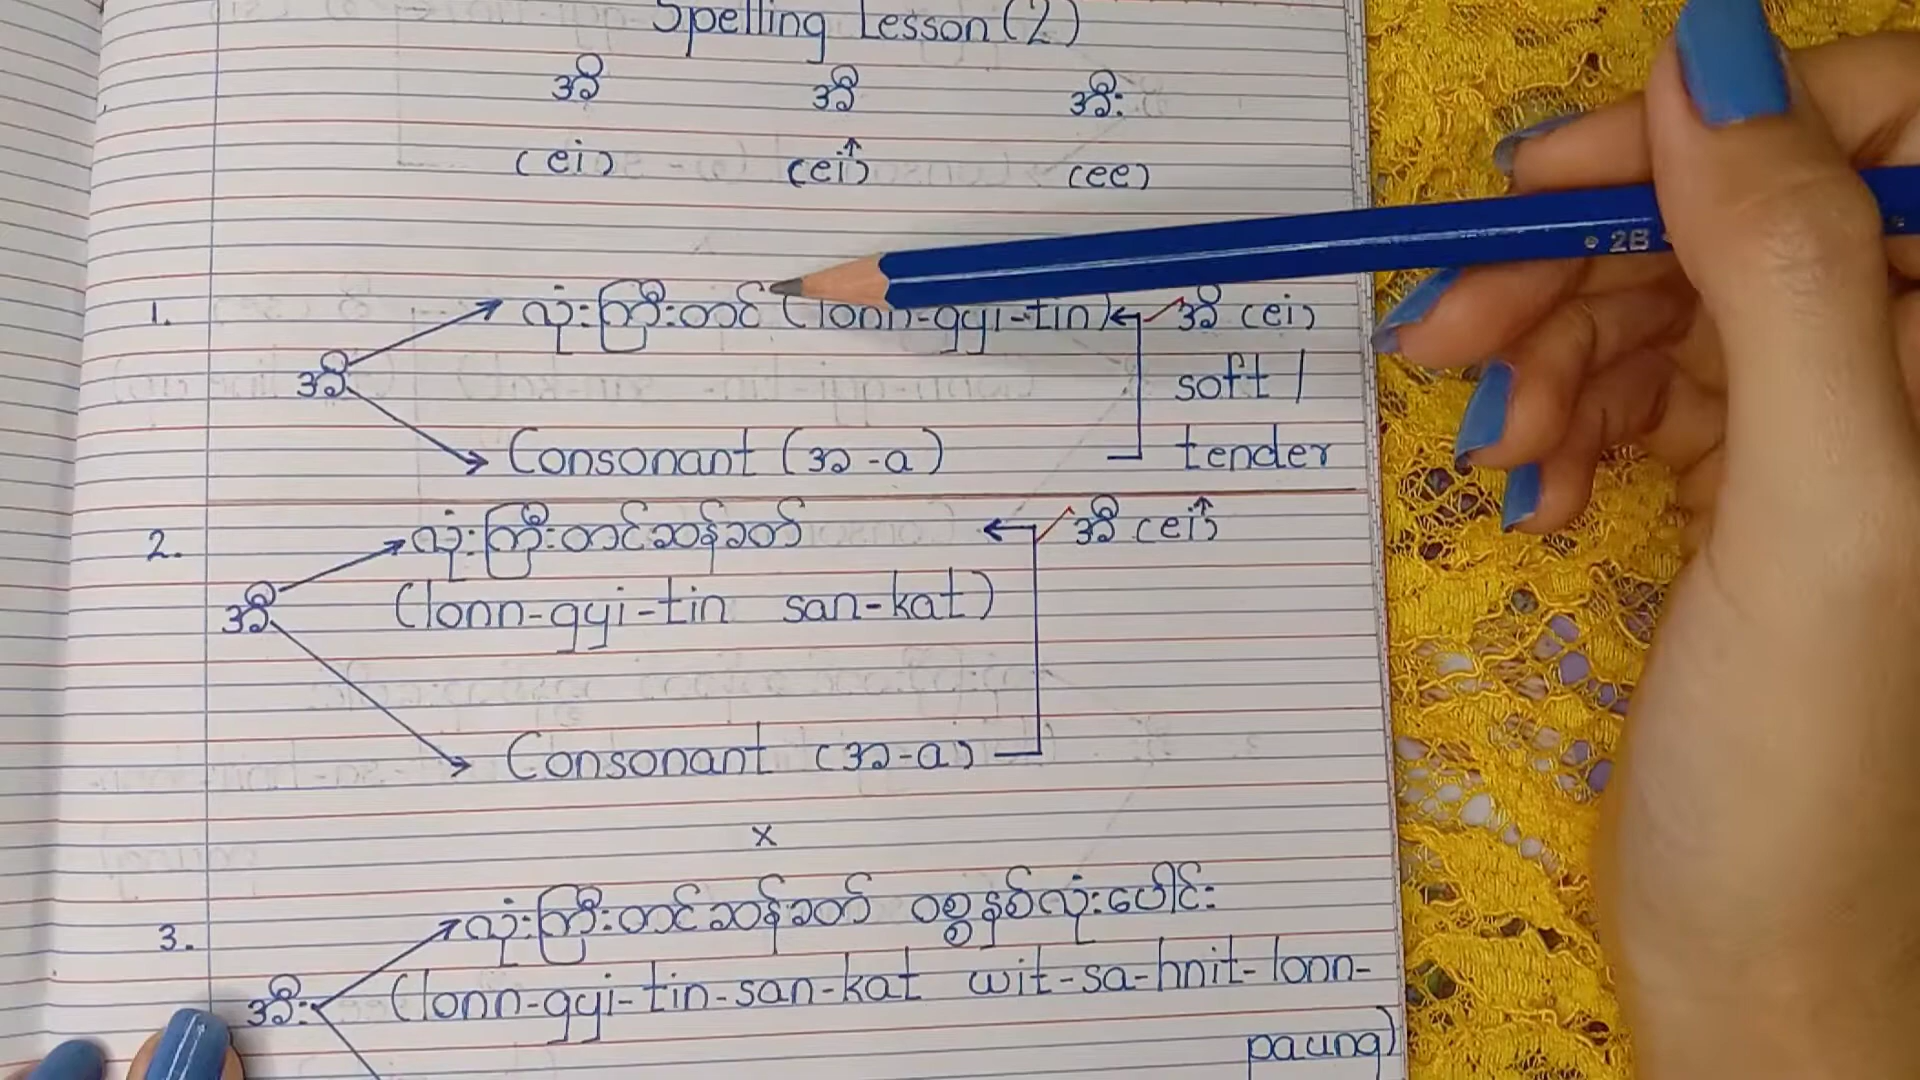 Spelling Lesson (2)
အိ အီ အီး
(ei) (ei↑) (ee)
1. လုံးကြီးတင် (lonn-gyi-tin) ← အိ (ei)
အိ soft /
Consonant (အ-a) tender
2. လုံးကြီးတင်ဆန်ခတ် ← အီ (ei↑)
အီ (lonn-gyi-tin san-kat)
Consonant (အ-a)
x
3. လုံးကြီးတင်ဆန်ခတ် ဝစ္စနှစ်လုံးပေါင်း
အီး (lonn-gyi-tin-san-kat wit-sa-hnit-lonn-
paung)
2B